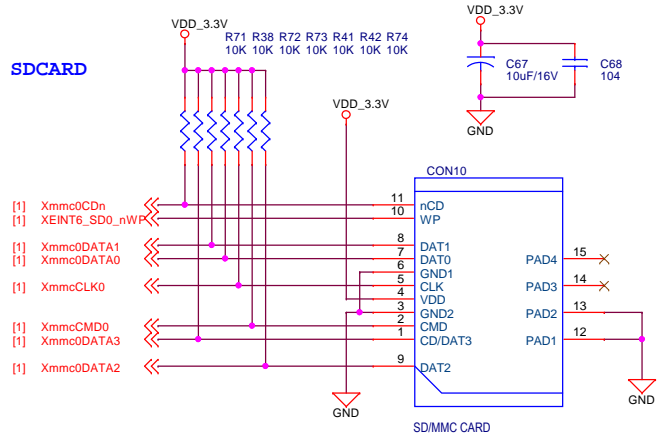 VDD_3.3V
VDD_3.3V
R71 R38 R72 R73 R41 R42 R74
10K 10K 10K 10K 10K 10K 10K
SDCARD
C67
10uF/16V
C68
104
VDD_3.3V
GND
CON10
[1] Xmmc0CDn 11 nCD
[1] XEINT6_SD0_nWP 10 WP
[1] Xmmc0DATA1 8 DAT1
[1] Xmmc0DATA0 7 DAT0 PAD4 15
6 GND1
[1] XmmcCLK0 5 CLK PAD3 14
4 VDD
3 GND2 PAD2 13
[1] XmmcCMD0 2 CMD
[1] Xmmc0DATA3 1 CD/DAT3 PAD1 12
[1] Xmmc0DATA2 9 DAT2
GND
GND
SD/MMC CARD